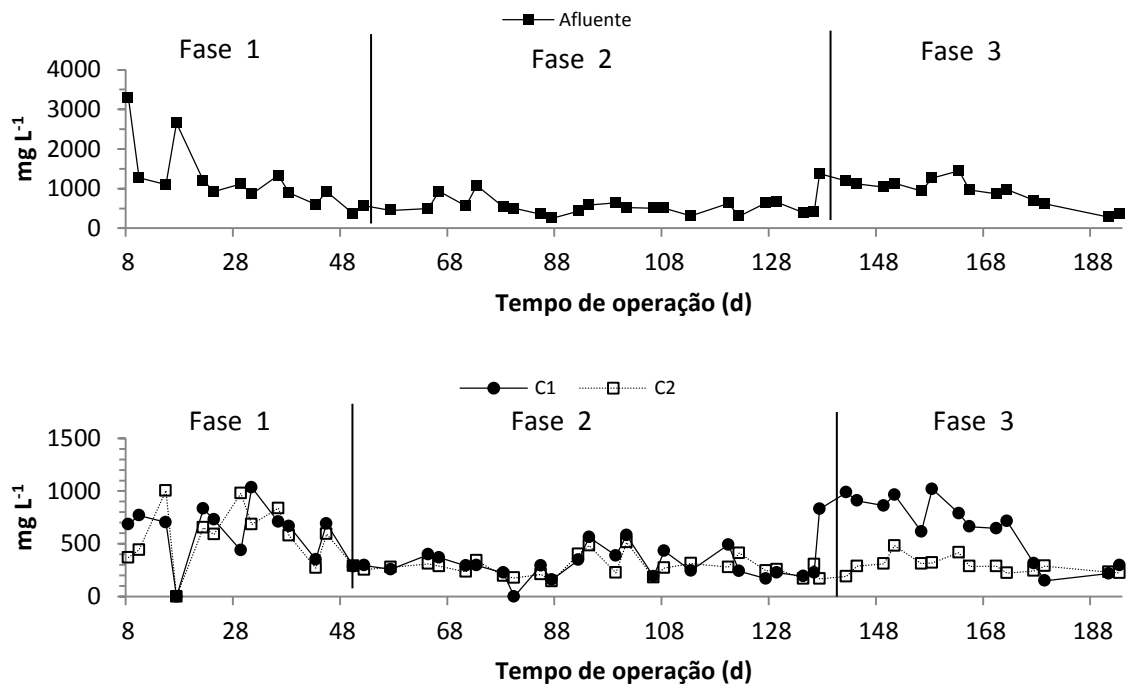 Afluente
Fase 1 Fase 2 Fase 3
4000
3000
2000
1000
0
mg L-1
8 28 48 68 88 108 128 148 168 188
Tempo de operação (d)
C1 C2
Fase 1 Fase 2 Fase 3
1500
1000
500
0
mg L-1
8 28 48 68 88 108 128 148 168 188
Tempo de operação (d)